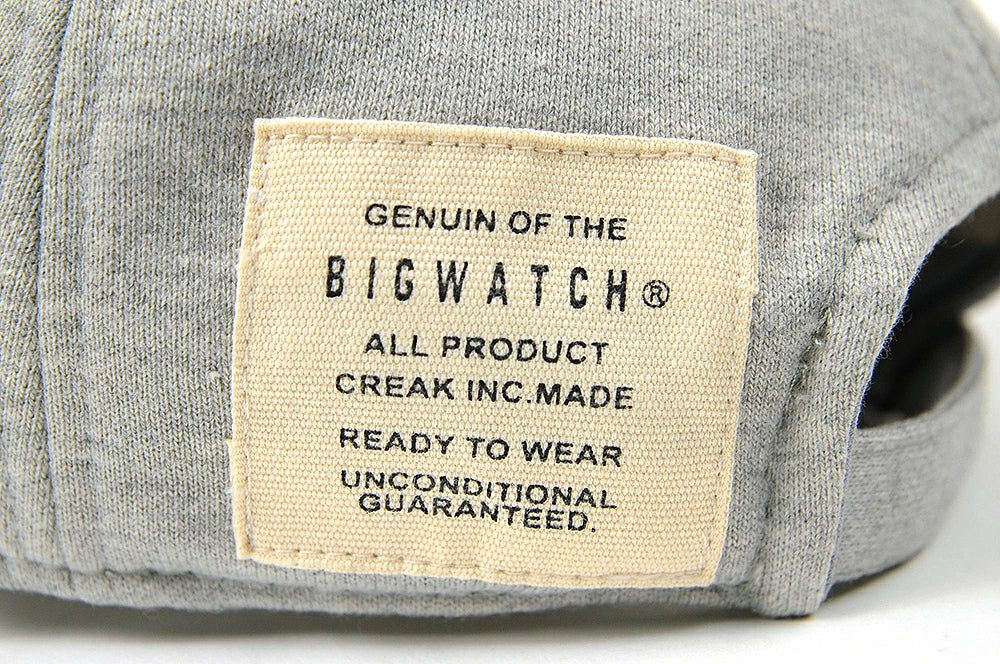 GENUIN OF THE
BIGWATCH®
ALL PRODUCT
CREAK INC.MADE
READY TO WEAR
UNCONDITIONAL
GUARANTEED.